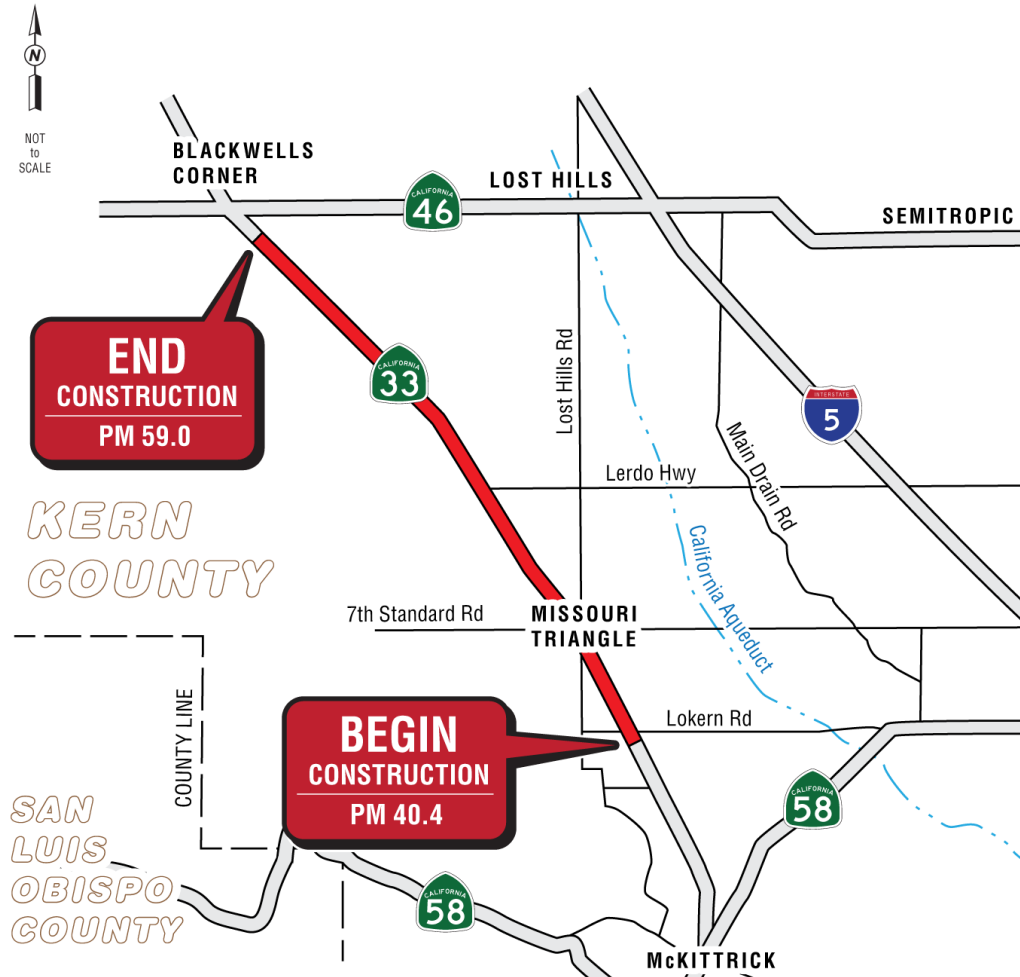 N
NOT
to
SCALE
BLACKWELLS
CORNER
CALIFORNIA
46
LOST HILLS
SEMITROPIC
END
CONSTRUCTION
PM 59.0
CALIFORNIA
33
Lost Hills Rd
INTERSTATE
5
Main Drain Rd
Lerdo Hwy
KERN
COUNTY
California Aqueduct
7th Standard Rd
MISSOURI
TRIANGLE
COUNTY LINE
BEGIN
CONSTRUCTION
PM 40.4
Lokern Rd
CALIFORNIA
58
SAN
LUIS
OBISPO
COUNTY
CALIFORNIA
58
McKITTRICK